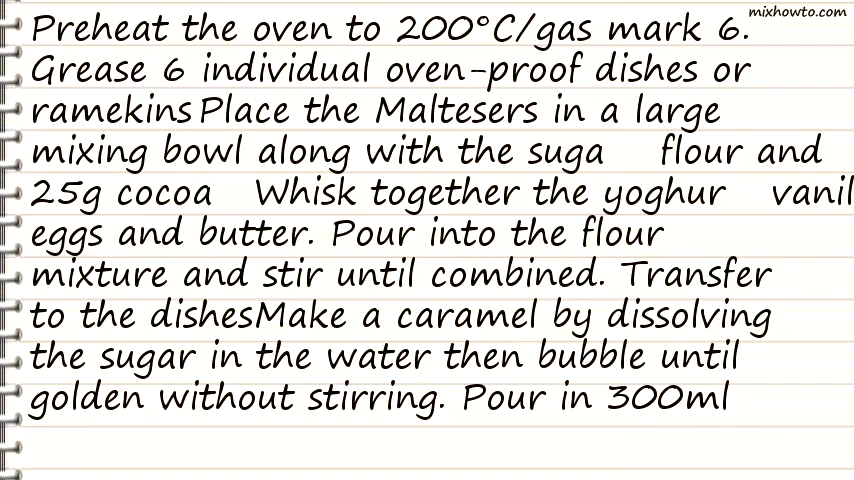 mixhowto.com
Preheat the oven to 200°C/gas mark 6.
Grease 6 individual oven-proof dishes or
ramekinsPlace the Maltesers in a large
mixing bowl along with the suga flour and
25g cocoa Whisk together the yoghur vanil
eggs and butter. Pour into the flour
mixture and stir until combined. Transfer
to the dishesMake a caramel by dissolving
the sugar in the water then bubble until
golden without stirring. Pour in 300ml